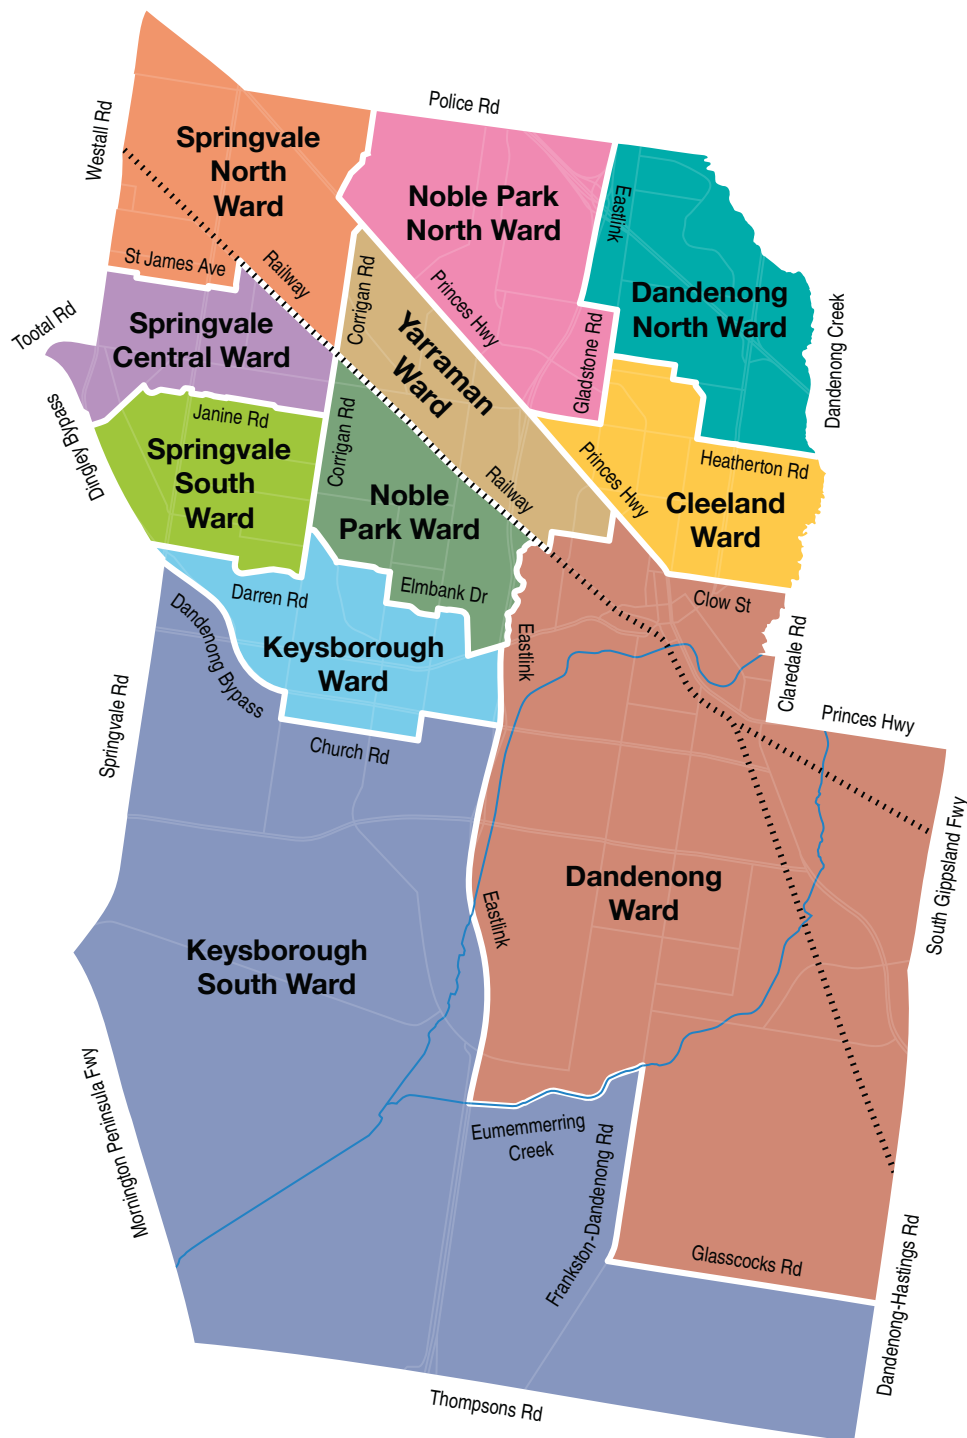 Police Rd
Westall Rd
Springvale
North
Ward
Noble Park
North Ward
Eastlink
St James Ave
Railway
Corrigan Rd
Princes Hwy
Dandenong
North Ward
Dandenong Creek
Tootal Rd
Springvale
Central Ward
Yarraman
Ward
Gladstone Rd
Dingley Bypass
Janine Rd
Corrigan Rd
Springvale
South
Ward
Noble
Park Ward
Railway
Princes Hwy
Heatherton Rd
Cleeland
Ward
Darren Rd
Elmbank Dr
Clow St
Dandenong Bypass
Keysborough
Ward
Eastlink
Claredale Rd
Springvale Rd
Church Rd
Princes Hwy
South Gippsland Fwy
Dandenong
Ward
Eastlink
Keysborough
South Ward
Mornington Peninsula Fwy
Eumemmerring
Creek
Frankston-Dandenong Rd
Glasscocks Rd
Dandenong-Hastings Rd
Thompsons Rd